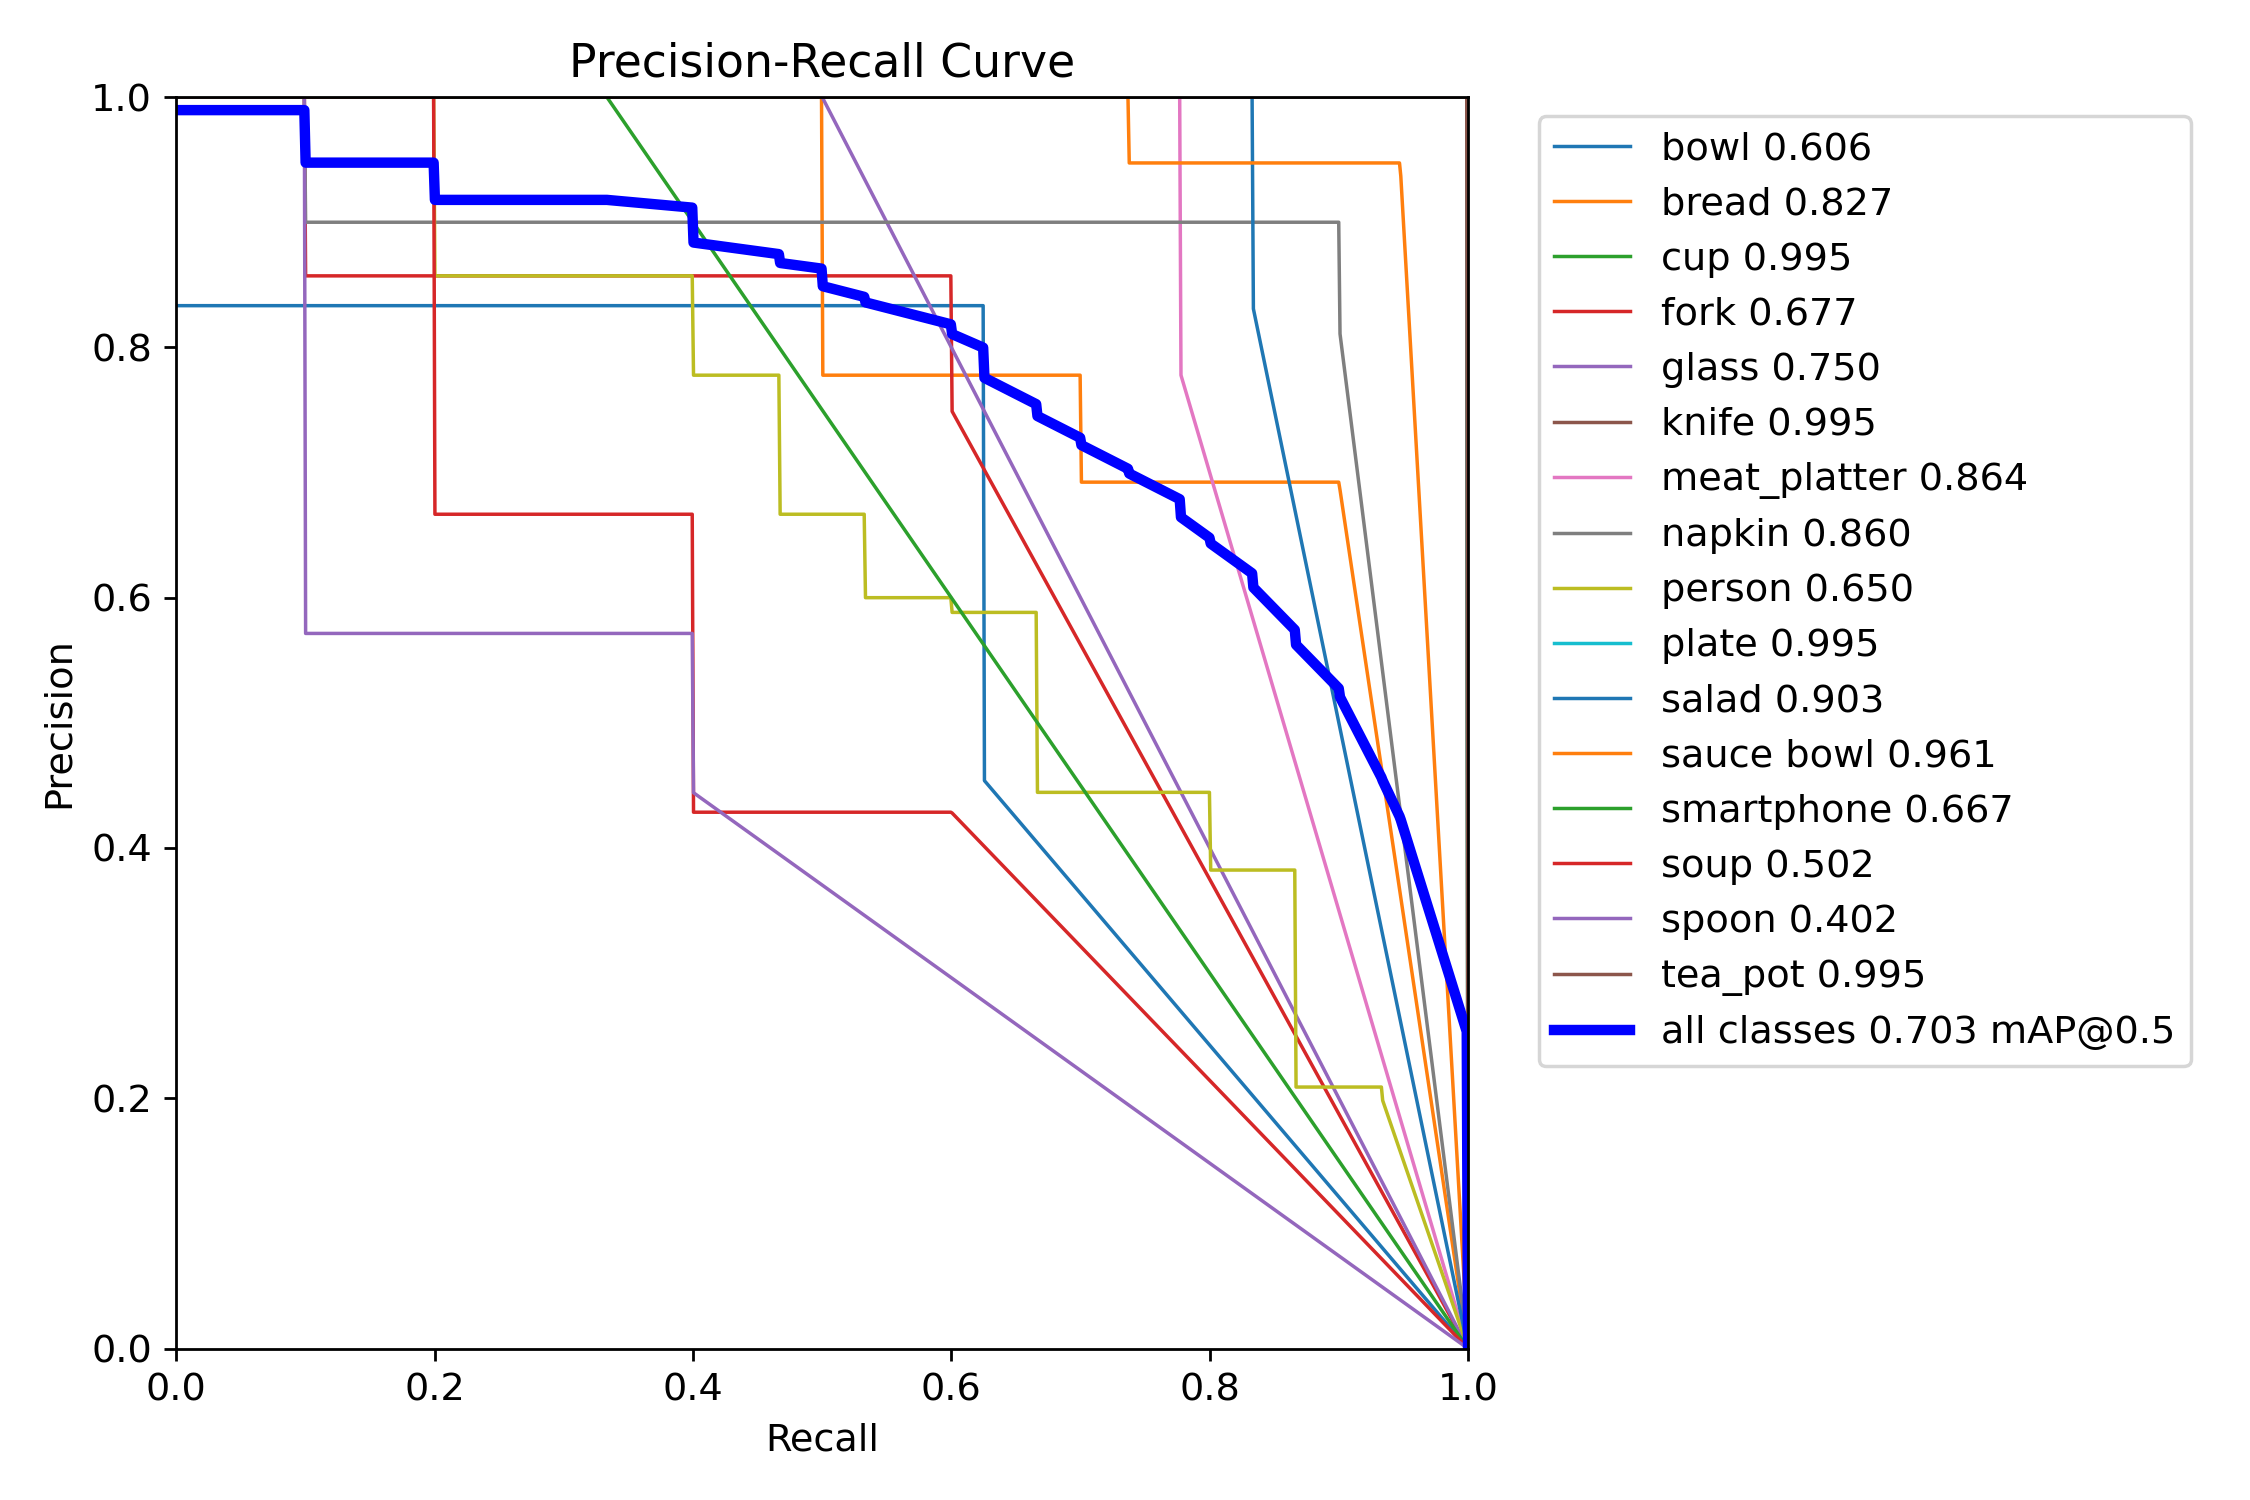 Precision-Recall Curve
1.0
0.8
0.6
0.4
0.2
0.0
Precision
0.0 0.2 0.4 0.6 0.8 1.0
Recall
bowl 0.606
bread 0.827
cup 0.995
fork 0.677
glass 0.750
knife 0.995
meat_platter 0.864
napkin 0.860
person 0.650
plate 0.995
salad 0.903
sauce bowl 0.961
smartphone 0.667
soup 0.502
spoon 0.402
tea_pot 0.995
all classes 0.703 mAP@0.5